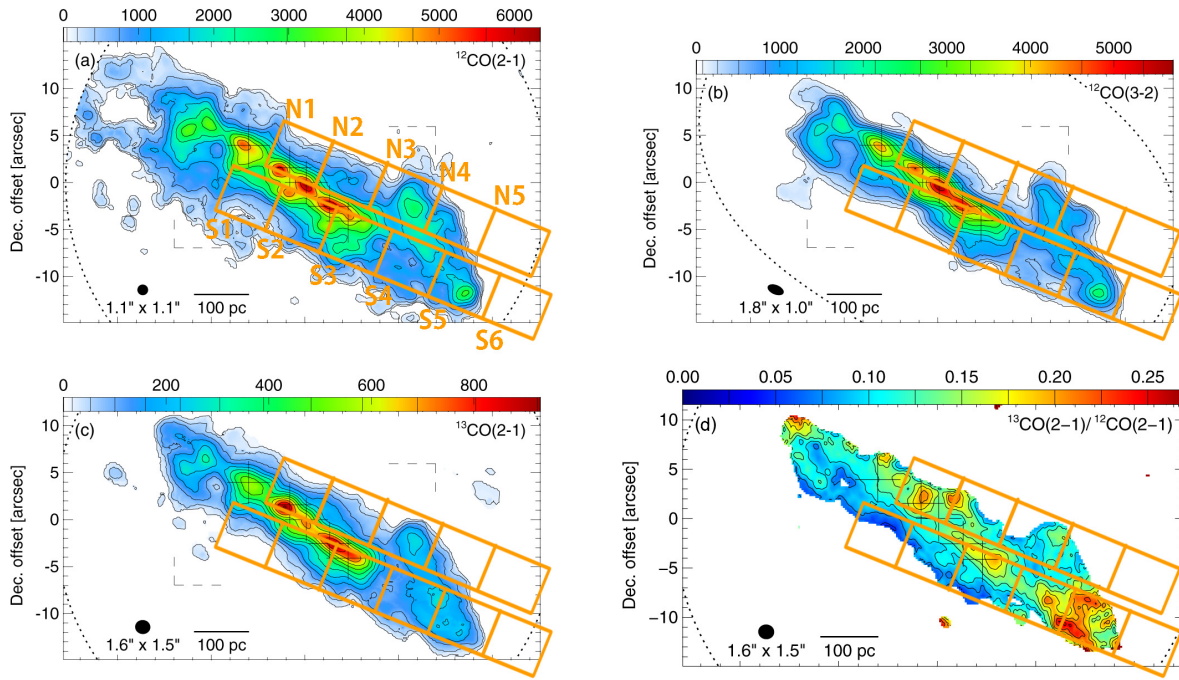 0 1000 2000 3000 4000 5000 6000
(a) ¹²CO(2-1)
Dec. offset [arcsec]
10
5
0
-5
-10
N1
N2
N3
N4
N5
S1
S2
S3
S4
S5
S6
1.1" x 1.1" 100 pc
0 1000 2000 3000 4000 5000
(b) ¹²CO(3-2)
Dec. offset [arcsec]
10
5
0
-5
-10
1.8" x 1.0" 100 pc
0 200 400 600 800
(c) ¹³CO(2-1)
Dec. offset [arcsec]
10
5
0
-5
-10
1.6" x 1.5" 100 pc
0.00 0.05 0.10 0.15 0.20 0.25
(d) ¹³CO(2−1)/ ¹²CO(2−1)
Dec. offset [arcsec]
10
5
0
−5
−10
1.6" x 1.5" 100 pc